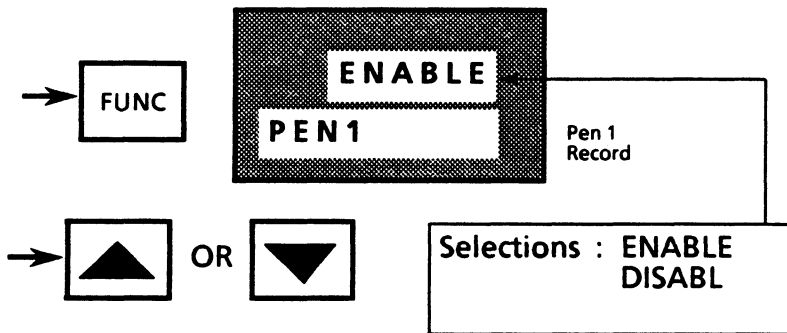 ENABLE
FUNC
PEN1
Pen 1
Record
OR
Selections : ENABLE
DISABL